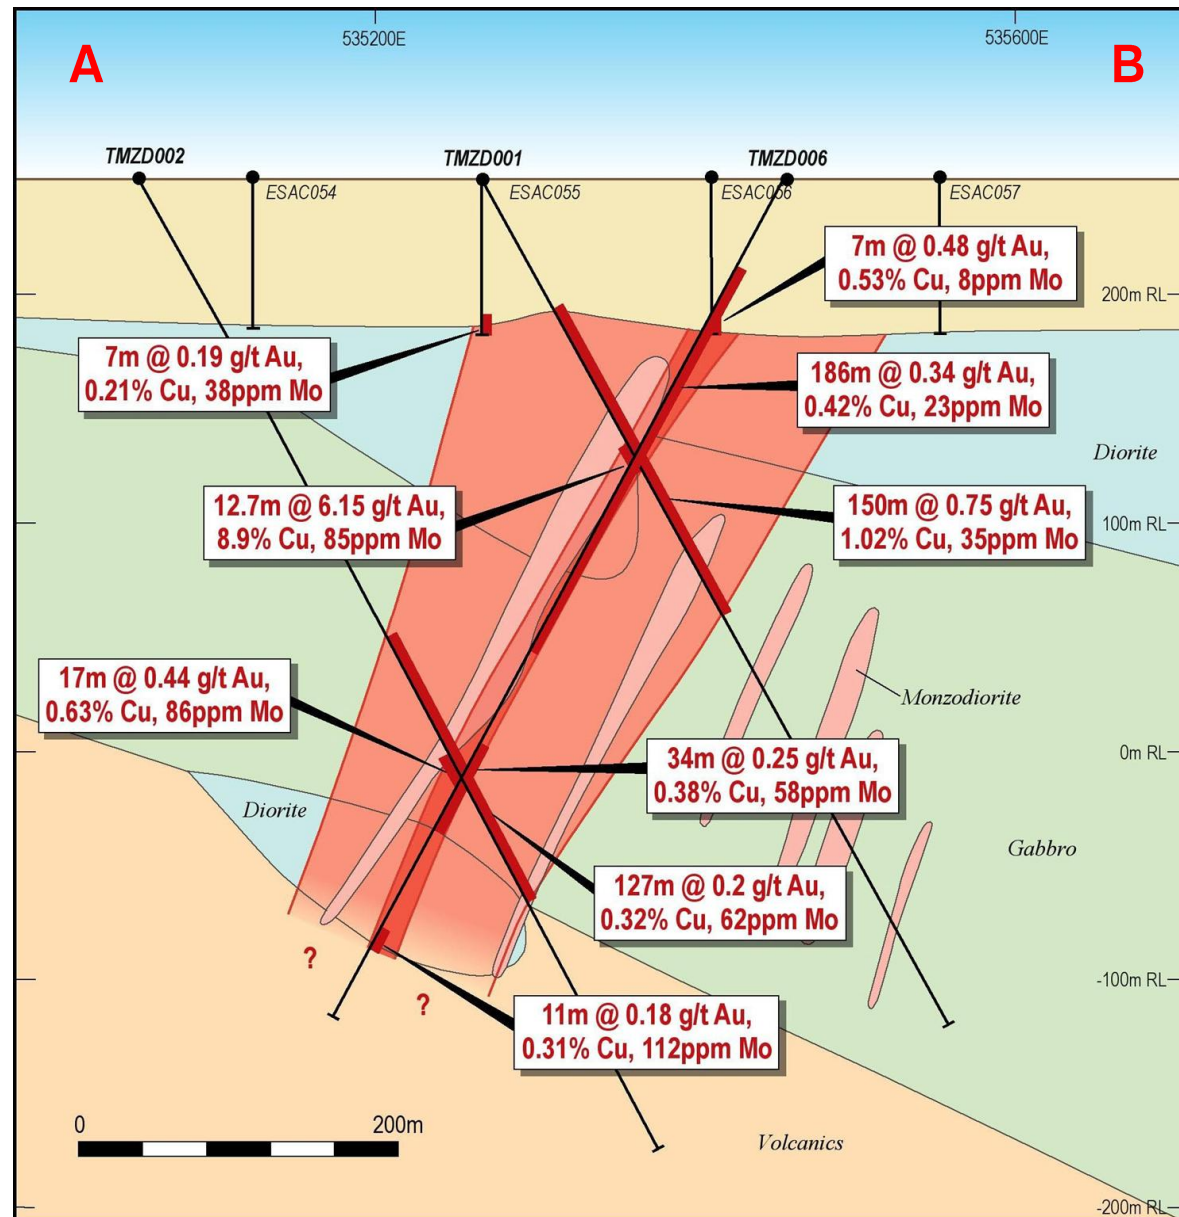 535200E
535600E
A
B
TMZD002
TMZD001
TMZD006
ESAC054
ESAC055
ESAC056
ESAC057
7m @ 0.48 g/t Au,
0.53% Cu, 8ppm Mo
200m RL
7m @ 0.19 g/t Au,
0.21% Cu, 38ppm Mo
186m @ 0.34 g/t Au,
0.42% Cu, 23ppm Mo
Diorite
12.7m @ 6.15 g/t Au,
8.9% Cu, 85ppm Mo
150m @ 0.75 g/t Au,
1.02% Cu, 35ppm Mo
100m RL
17m @ 0.44 g/t Au,
0.63% Cu, 86ppm Mo
Monzodiorite
34m @ 0.25 g/t Au,
0.38% Cu, 58ppm Mo
0m RL
Diorite
Gabbro
127m @ 0.2 g/t Au,
0.32% Cu, 62ppm Mo
?
?
-100m RL
11m @ 0.18 g/t Au,
0.31% Cu, 112ppm Mo
0
200m
Volcanics
-200m RL